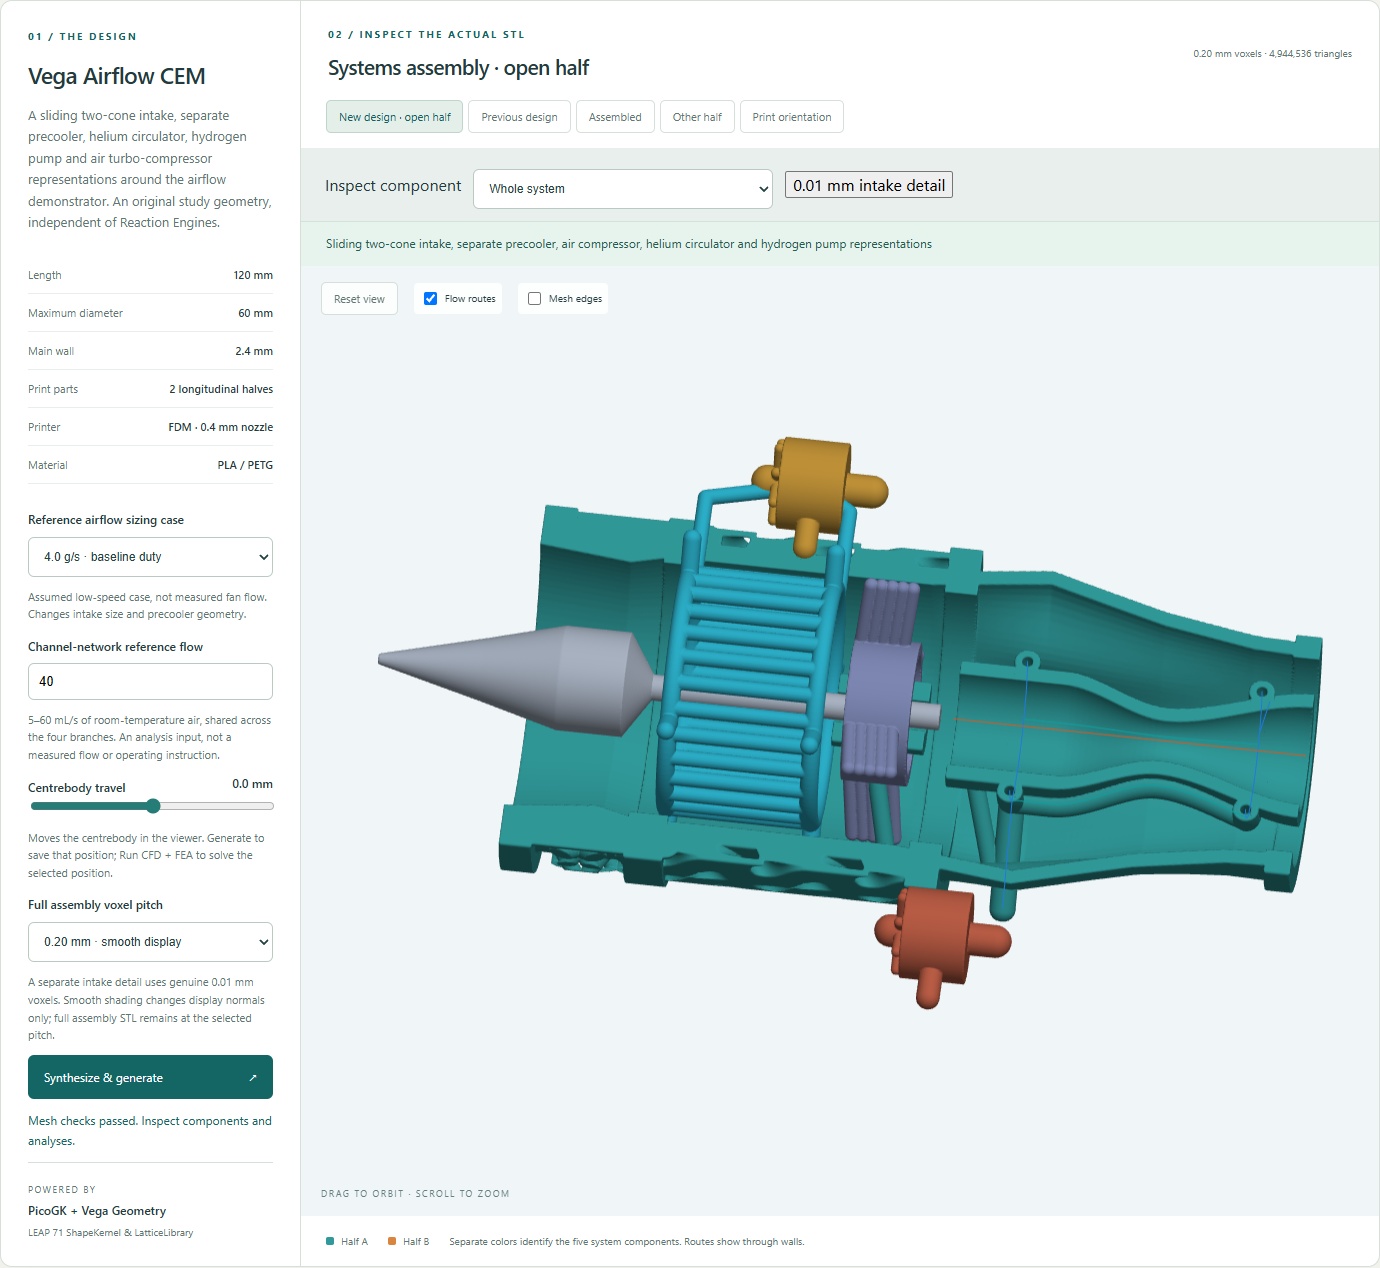 01 / THE DESIGN
Vega Airflow CEM
A sliding two-cone intake, separate
precooler, helium circulator, hydrogen
pump and air turbo-compressor
representations around the airflow
demonstrator. An original study geometry,
independent of Reaction Engines.
Length 120 mm
Maximum diameter 60 mm
Main wall 2.4 mm
Print parts 2 longitudinal halves
Printer FDM · 0.4 mm nozzle
Material PLA / PETG
Reference airflow sizing case
4.0 g/s · baseline duty
Assumed low-speed case, not measured fan flow.
Changes intake size and precooler geometry.
Channel-network reference flow
40
5–60 mL/s of room-temperature air, shared across
the four branches. An analysis input, not a
measured flow or operating instruction.
Centrebody travel 0.0 mm
Moves the centrebody in the viewer. Generate to
save that position; Run CFD + FEA to solve the
selected position.
Full assembly voxel pitch
0.20 mm · smooth display
A separate intake detail uses genuine 0.01 mm
voxels. Smooth shading changes display normals
only; full assembly STL remains at the selected
pitch.
Synthesize & generate ↗
Mesh checks passed. Inspect components and
analyses.
POWERED BY
PicoGK + Vega Geometry
LEAP 71 ShapeKernel & LatticeLibrary
02 / INSPECT THE ACTUAL STL
Systems assembly · open half
0.20 mm voxels · 4,944,536 triangles
New design · open half
Previous design
Assembled
Other half
Print orientation
Inspect component
Whole system
0.01 mm intake detail
Sliding two-cone intake, separate precooler, air compressor, helium circulator and hydrogen pump representations
Reset view
Flow routes
Mesh edges
DRAG TO ORBIT · SCROLL TO ZOOM
Half A
Half B
Separate colors identify the five system components. Routes show through walls.